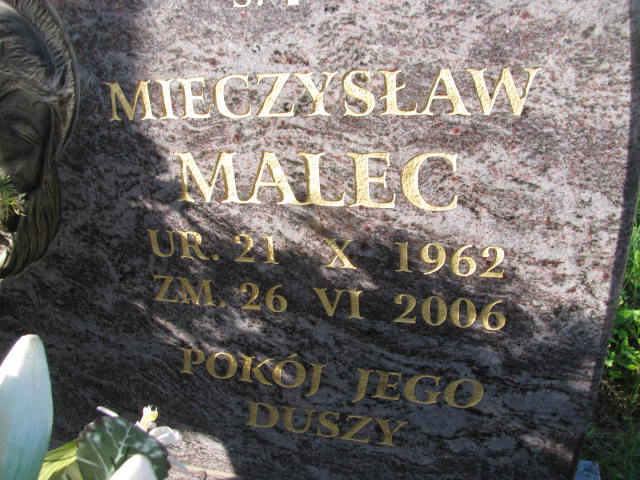 MIECZYSŁAW
MALEC
UR. 21 X 1962
ZM. 26 VI 2006
POKÓJ JEGO
DUSZY